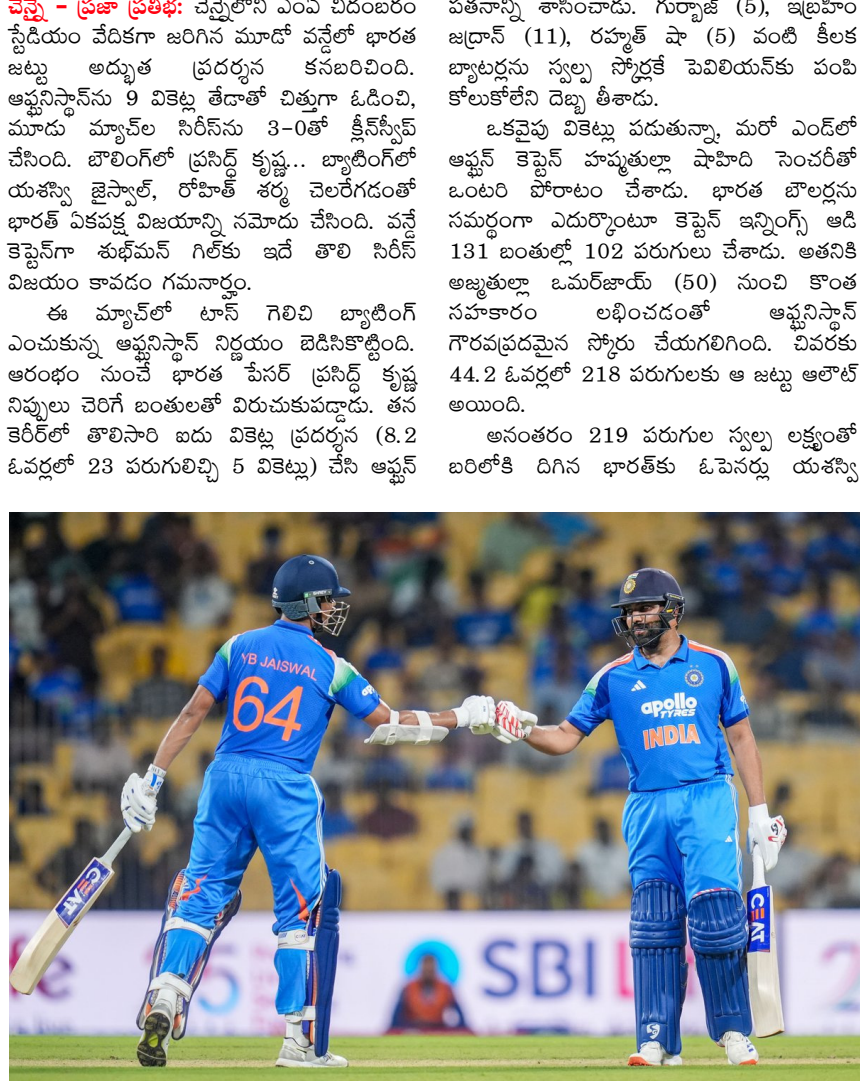 చెన్నై – ప్రజా ప్రతిభ: చెన్నైలోని ఎంఏ చిదంబరం
స్టేడియం వేదికగా జరిగిన మూడో వన్డేలో భారత
జట్టు అద్భుత ప్రదర్శన కనబరిచింది.
ఆఫ్ఘనిస్థాన్‌ను 9 వికెట్ల తేడాతో చిత్తుగా ఓడించి,
మూడు మ్యాచ్‌ల సిరీస్‌ను 3–0తో క్లీన్‌స్వీప్
చేసింది. బౌలింగ్‌లో ప్రసిద్ధ్ కృష్ణ... బ్యాటింగ్‌లో
యశస్వి జైస్వాల్, రోహిత్ శర్మ చెలరేగడంతో
భారత్ ఏకపక్ష విజయాన్ని నమోదు చేసింది. వన్డే
కెప్టెన్‌గా శుభ్‌మన్ గిల్‌కు ఇదే తొలి సిరీస్
విజయం కావడం గమనార్హం.
ఈ మ్యాచ్‌లో టాస్ గెలిచి బ్యాటింగ్
ఎంచుకున్న ఆఫ్ఘనిస్థాన్ నిర్ణయం బెడిసికొట్టింది.
ఆరంభం నుంచే భారత పేసర్ ప్రసిద్ధ్ కృష్ణ
నిప్పులు చెరిగే బంతులతో విరుచుకుపడ్డాడు. తన
కెరీర్‌లో తొలిసారి ఐదు వికెట్ల ప్రదర్శన (8.2
ఓవర్లలో 23 పరుగులిచ్చి 5 వికెట్లు) చేసి ఆఫ్ఘన్
పతనాన్ని శాసించాడు. గుర్బాజ్ (5), ఇబ్రహీం
జద్రాన్ (11), రహ్మత్ షా (5) వంటి కీలక
బ్యాటర్లను స్వల్ప స్కోర్లకే పెవిలియన్‌కు పంపి
కోలుకోలేని దెబ్బ తీశాడు.
ఒకవైపు వికెట్లు పడుతున్నా, మరో ఎండ్‌లో
ఆఫ్ఘన్ కెప్టెన్ హష్మతుల్లా షాహిది సెంచరీతో
ఒంటరి పోరాటం చేశాడు. భారత బౌలర్లను
సమర్థంగా ఎదుర్కొంటూ కెప్టెన్ ఇన్నింగ్స్ ఆడి
131 బంతుల్లో 102 పరుగులు చేశాడు. అతనికి
అజ్మతుల్లా ఒమర్‌జాయ్ (50) నుంచి కొంత
సహకారం లభించడంతో ఆఫ్ఘనిస్థాన్
గౌరవప్రదమైన స్కోరు చేయగలిగింది. చివరకు
44.2 ఓవర్లలో 218 పరుగులకు ఆ జట్టు ఆలౌట్
అయింది.
అనంతరం 219 పరుగుల స్వల్ప లక్ష్యంతో
బరిలోకి దిగిన భారత్‌కు ఓపెనర్లు యశస్వి
YB JAISWAL
64
apollo
TYRES
INDIA
CEAT
SBI